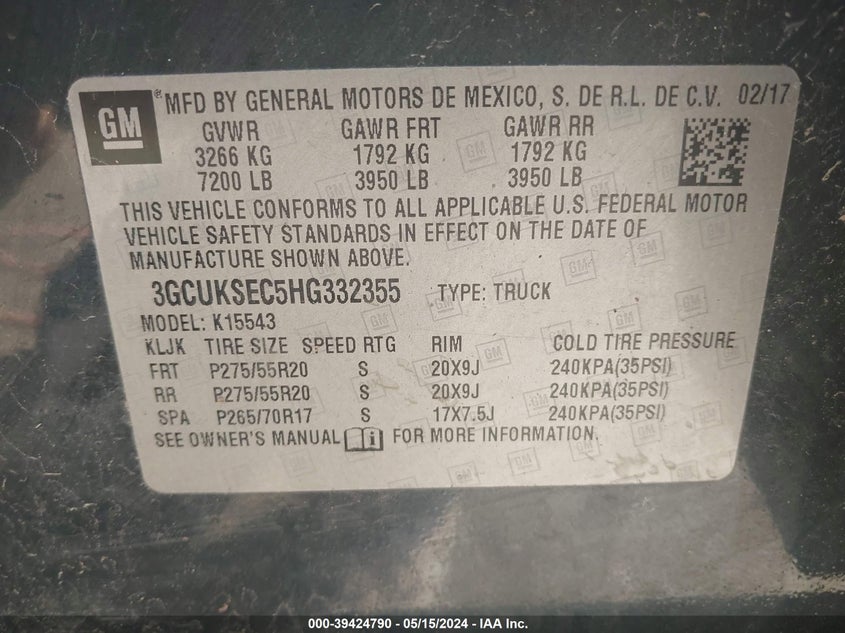 GM ® MFD BY GENERAL MOTORS DE MEXICO, S. DE R.L. DE C.V. 02/17
GVWR GAWR FRT GAWR RR
3266 KG 1792 KG 1792 KG
7200 LB 3950 LB 3950 LB
THIS VEHICLE CONFORMS TO ALL APPLICABLE U.S. FEDERAL MOTOR
VEHICLE SAFETY STANDARDS IN EFFECT ON THE DATE OF
MANUFACTURE SHOWN ABOVE.
3GCUKSEC5HG332355 TYPE: TRUCK
MODEL: K15543
KLJK TIRE SIZE SPEED RTG RIM COLD TIRE PRESSURE
FRT P275/55R20 S 20X9J 240KPA(35PSI)
RR P275/55R20 S 20X9J 240KPA(35PSI)
SPA P265/70R17 S 17X7.5J 240KPA(35PSI)
SEE OWNER'S MANUAL i FOR MORE INFORMATION.
000-39424790 - 05/15/2024 - IAA Inc.